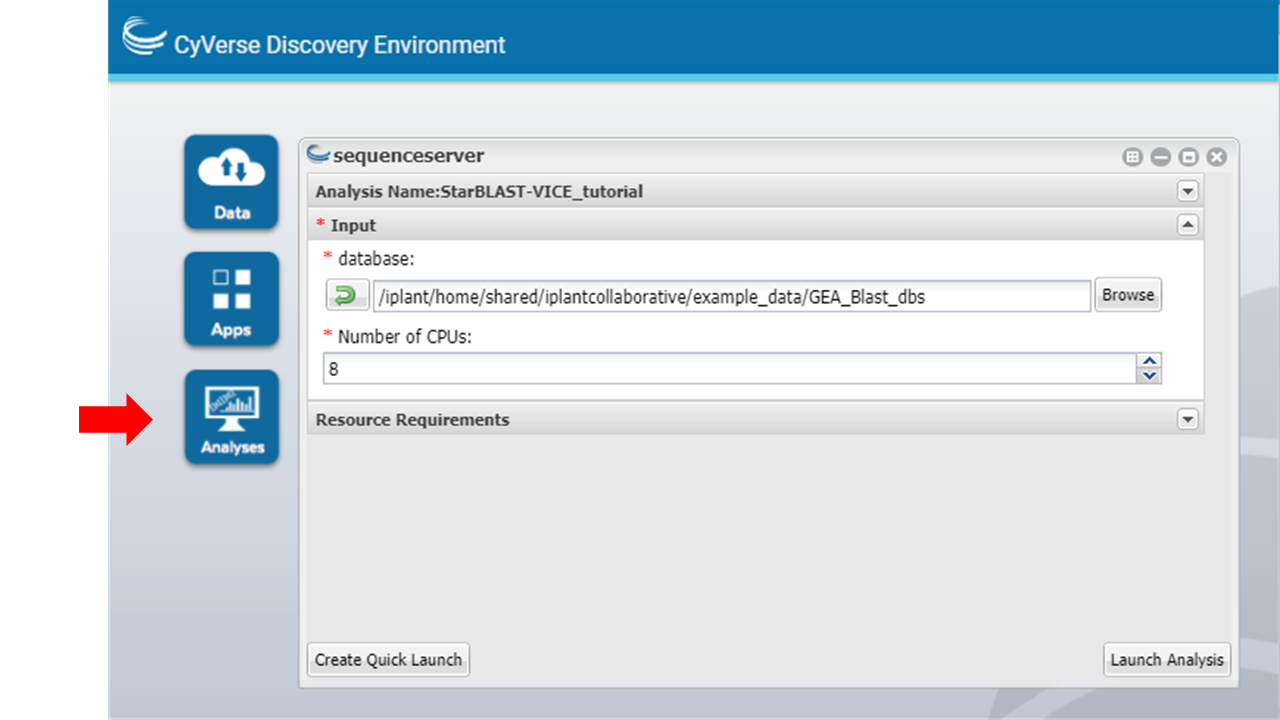 CyVerse Discovery Environment
Data
Apps
Analyses
sequenceserver
Analysis Name:StarBLAST-VICE_tutorial
* Input
* database:
/iplant/home/shared/iplantcollaborative/example_data/GEA_Blast_dbs
Browse
* Number of CPUs:
8
Resource Requirements
Create Quick Launch
Launch Analysis